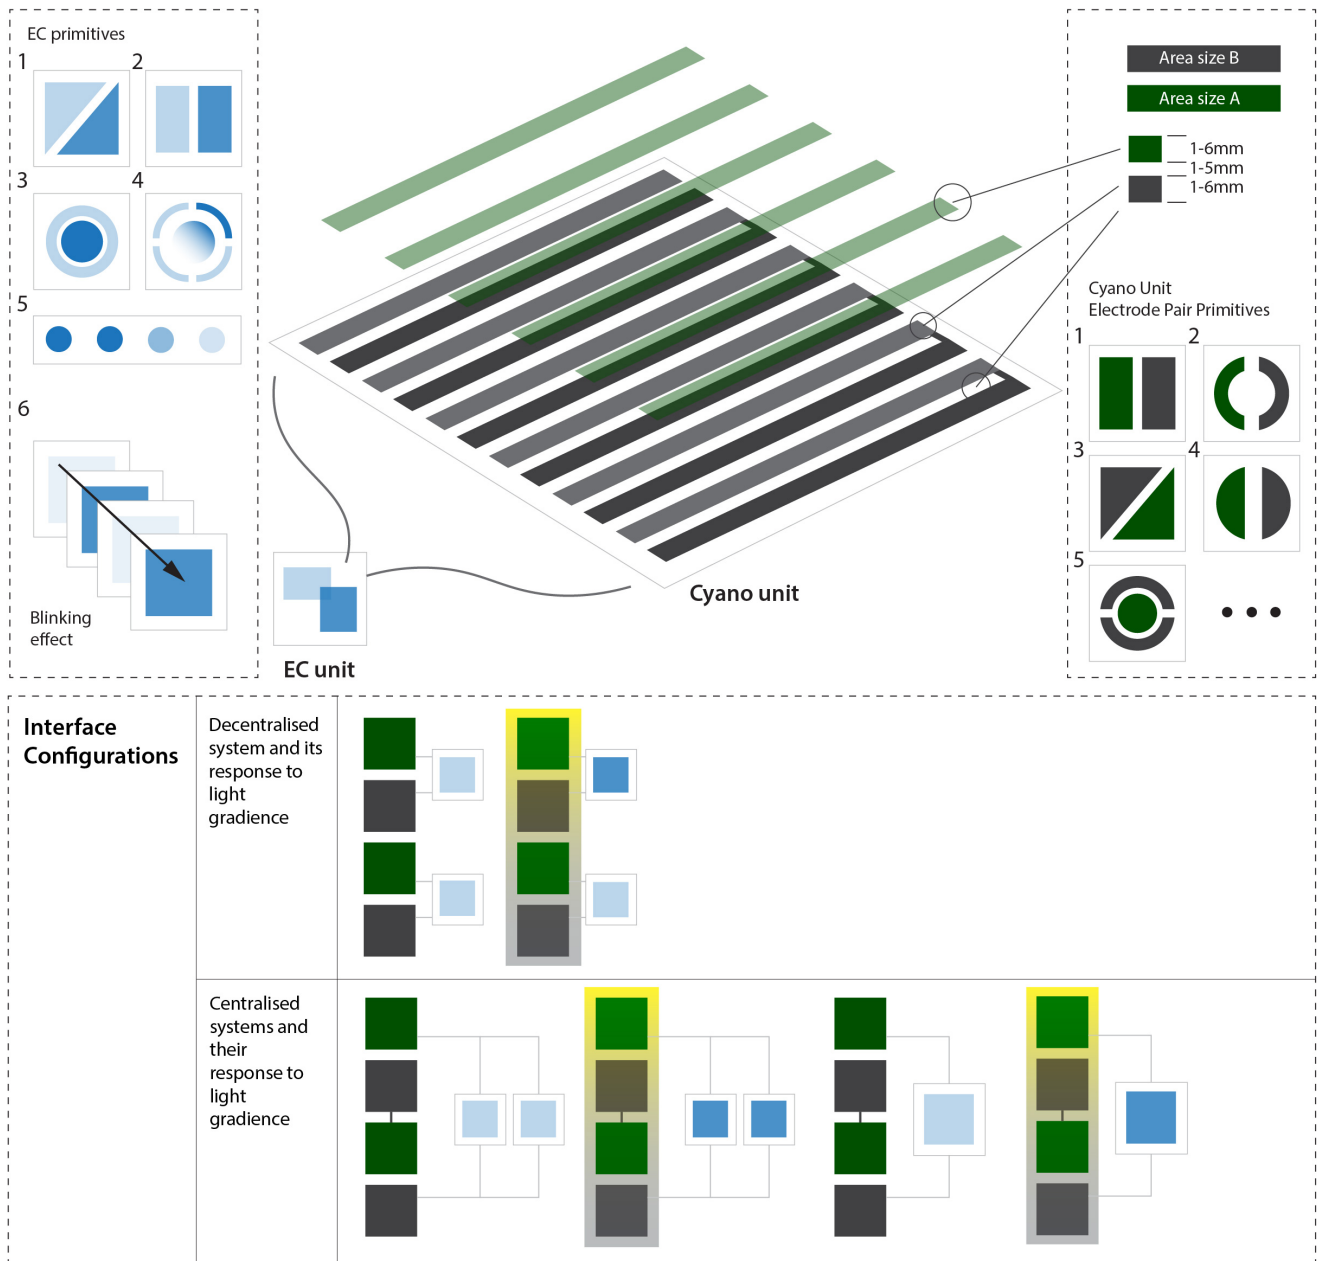 EC primitives
1
2
3
4
5
6
Blinking
effect
EC unit
Cyano unit
Area size B
Area size A
1-6mm
1-5mm
1-6mm
Cyano Unit
Electrode Pair Primitives
1
2
3
4
5
Interface
Configurations
Decentralised
system and its
response to
light
gradience
Centralised
systems and
their
response to
light
gradience